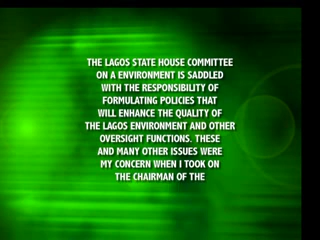 THE LAGOS STATE HOUSE COMMITTEE
ON A ENVIRONMENT IS SADDLED
WITH THE RESPONSIBILITY OF
FORMULATING POLICIES THAT
WILL ENHANCE THE QUALITY OF
THE LAGOS ENVIRONMENT AND OTHER
OVERSIGHT FUNCTIONS. THESE
AND MANY OTHER ISSUES WERE
MY CONCERN WHEN I TOOK ON
THE CHAIRMAN OF THE